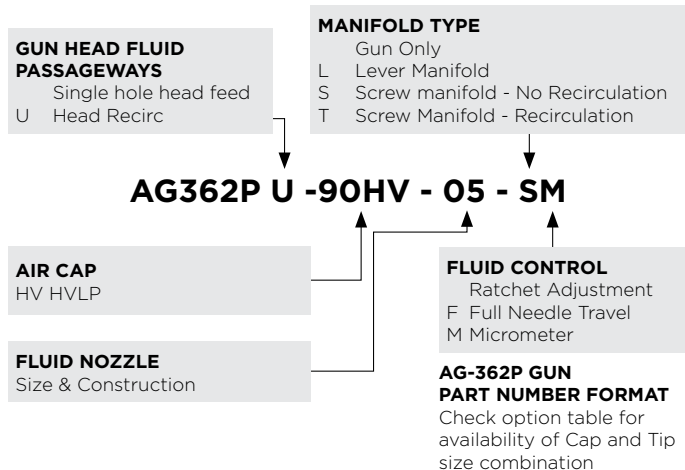 GUN HEAD FLUID
PASSAGEWAYS
Single hole head feed
U Head Recirc
MANIFOLD TYPE
Gun Only
L Lever Manifold
S Screw manifold - No Recirculation
T Screw Manifold - Recirculation
AG362P U -90HV - 05 - SM
AIR CAP
HV HVLP
FLUID NOZZLE
Size & Construction
FLUID CONTROL
Ratchet Adjustment
F Full Needle Travel
M Micrometer
AG-362P GUN
PART NUMBER FORMAT
Check option table for
availability of Cap and Tip
size combination